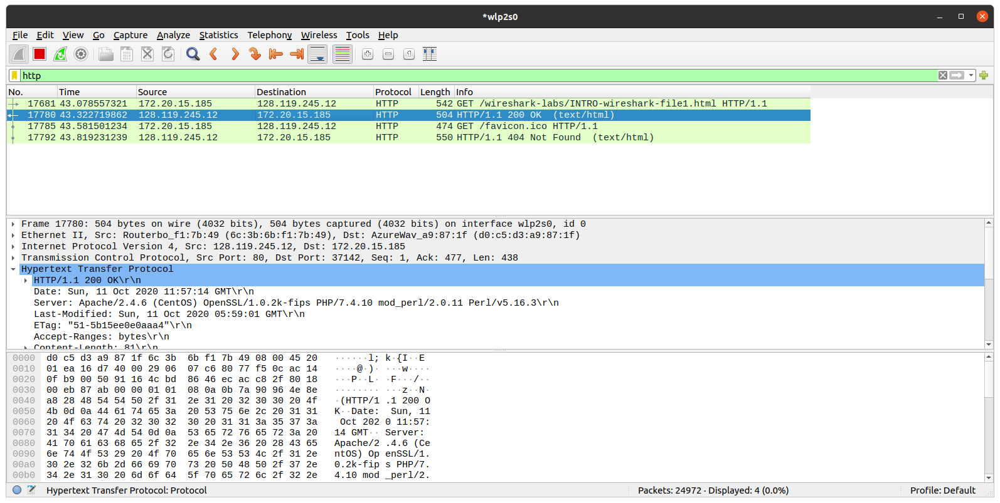 *wlp2s0
File Edit View Go Capture Analyze Statistics Telephony Wireless Tools Help
http
No. Time Source Destination Protocol Length Info
17681 43.078557321 172.20.15.185 128.119.245.12 HTTP 542 GET /wireshark-labs/INTRO-wireshark-file1.html HTTP/1.1
17780 43.322719862 128.119.245.12 172.20.15.185 HTTP 504 HTTP/1.1 200 OK  (text/html)
17785 43.581501234 172.20.15.185 128.119.245.12 HTTP 474 GET /favicon.ico HTTP/1.1
17792 43.819231239 128.119.245.12 172.20.15.185 HTTP 550 HTTP/1.1 404 Not Found  (text/html)
Frame 17780: 504 bytes on wire (4032 bits), 504 bytes captured (4032 bits) on interface wlp2s0, id 0
Ethernet II, Src: Routerbo_f1:7b:49 (6c:3b:6b:f1:7b:49), Dst: AzureWav_a9:87:1f (d0:c5:d3:a9:87:1f)
Internet Protocol Version 4, Src: 128.119.245.12, Dst: 172.20.15.185
Transmission Control Protocol, Src Port: 80, Dst Port: 37142, Seq: 1, Ack: 477, Len: 438
Hypertext Transfer Protocol
HTTP/1.1 200 OK\r\n
Date: Sun, 11 Oct 2020 11:57:14 GMT\r\n
Server: Apache/2.4.6 (CentOS) OpenSSL/1.0.2k-fips PHP/7.4.10 mod_perl/2.0.11 Perl/v5.16.3\r\n
Last-Modified: Sun, 11 Oct 2020 05:59:01 GMT\r\n
ETag: "51-5b15ee0e0aaa4"\r\n
Accept-Ranges: bytes\r\n
Content-Length: 81\r\n
0000 d0 c5 d3 a9 87 1f 6c 3b  6b f1 7b 49 08 00 45 20 ······l; k·{I··E
0010 01 ea 16 d7 40 00 29 06  07 c6 80 77 f5 0c ac 14 ····@·)· ···w····
0020 0f b9 00 50 91 16 4c bd  86 46 ec ac c8 2f 80 18 ···P··L· ·F···/··
0030 00 eb 87 ab 00 00 01 01  08 0a 0b 7a 90 96 4e 8e ········ ···z··N·
0040 a8 28 48 54 54 50 2f 31  2e 31 20 32 30 30 20 4f ·(HTTP/1 .1 200 O
0050 4b 0d 0a 44 61 74 65 3a  20 53 75 6e 2c 20 31 31 K··Date:  Sun, 11
0060 20 4f 63 74 20 32 30 32  30 20 31 31 3a 35 37 3a  Oct 202 0 11:57:
0070 31 34 20 47 4d 54 0d 0a  53 65 72 76 65 72 3a 20 14 GMT·· Server:
0080 41 70 61 63 68 65 2f 32  2e 34 2e 36 20 28 43 65 Apache/2 .4.6 (Ce
0090 6e 74 4f 53 29 20 4f 70  65 6e 53 53 4c 2f 31 2e ntOS) Op enSSL/1.
00a0 30 2e 32 6b 2d 66 69 70  73 20 50 48 50 2f 37 2e 0.2k-fip s PHP/7.
00b0 34 2e 31 30 20 6d 6f 64  5f 70 65 72 6c 2f 32 2e 4.10 mod _perl/2.
Hypertext Transfer Protocol: Protocol Packets: 24972 · Displayed: 4 (0.0%) Profile: Default